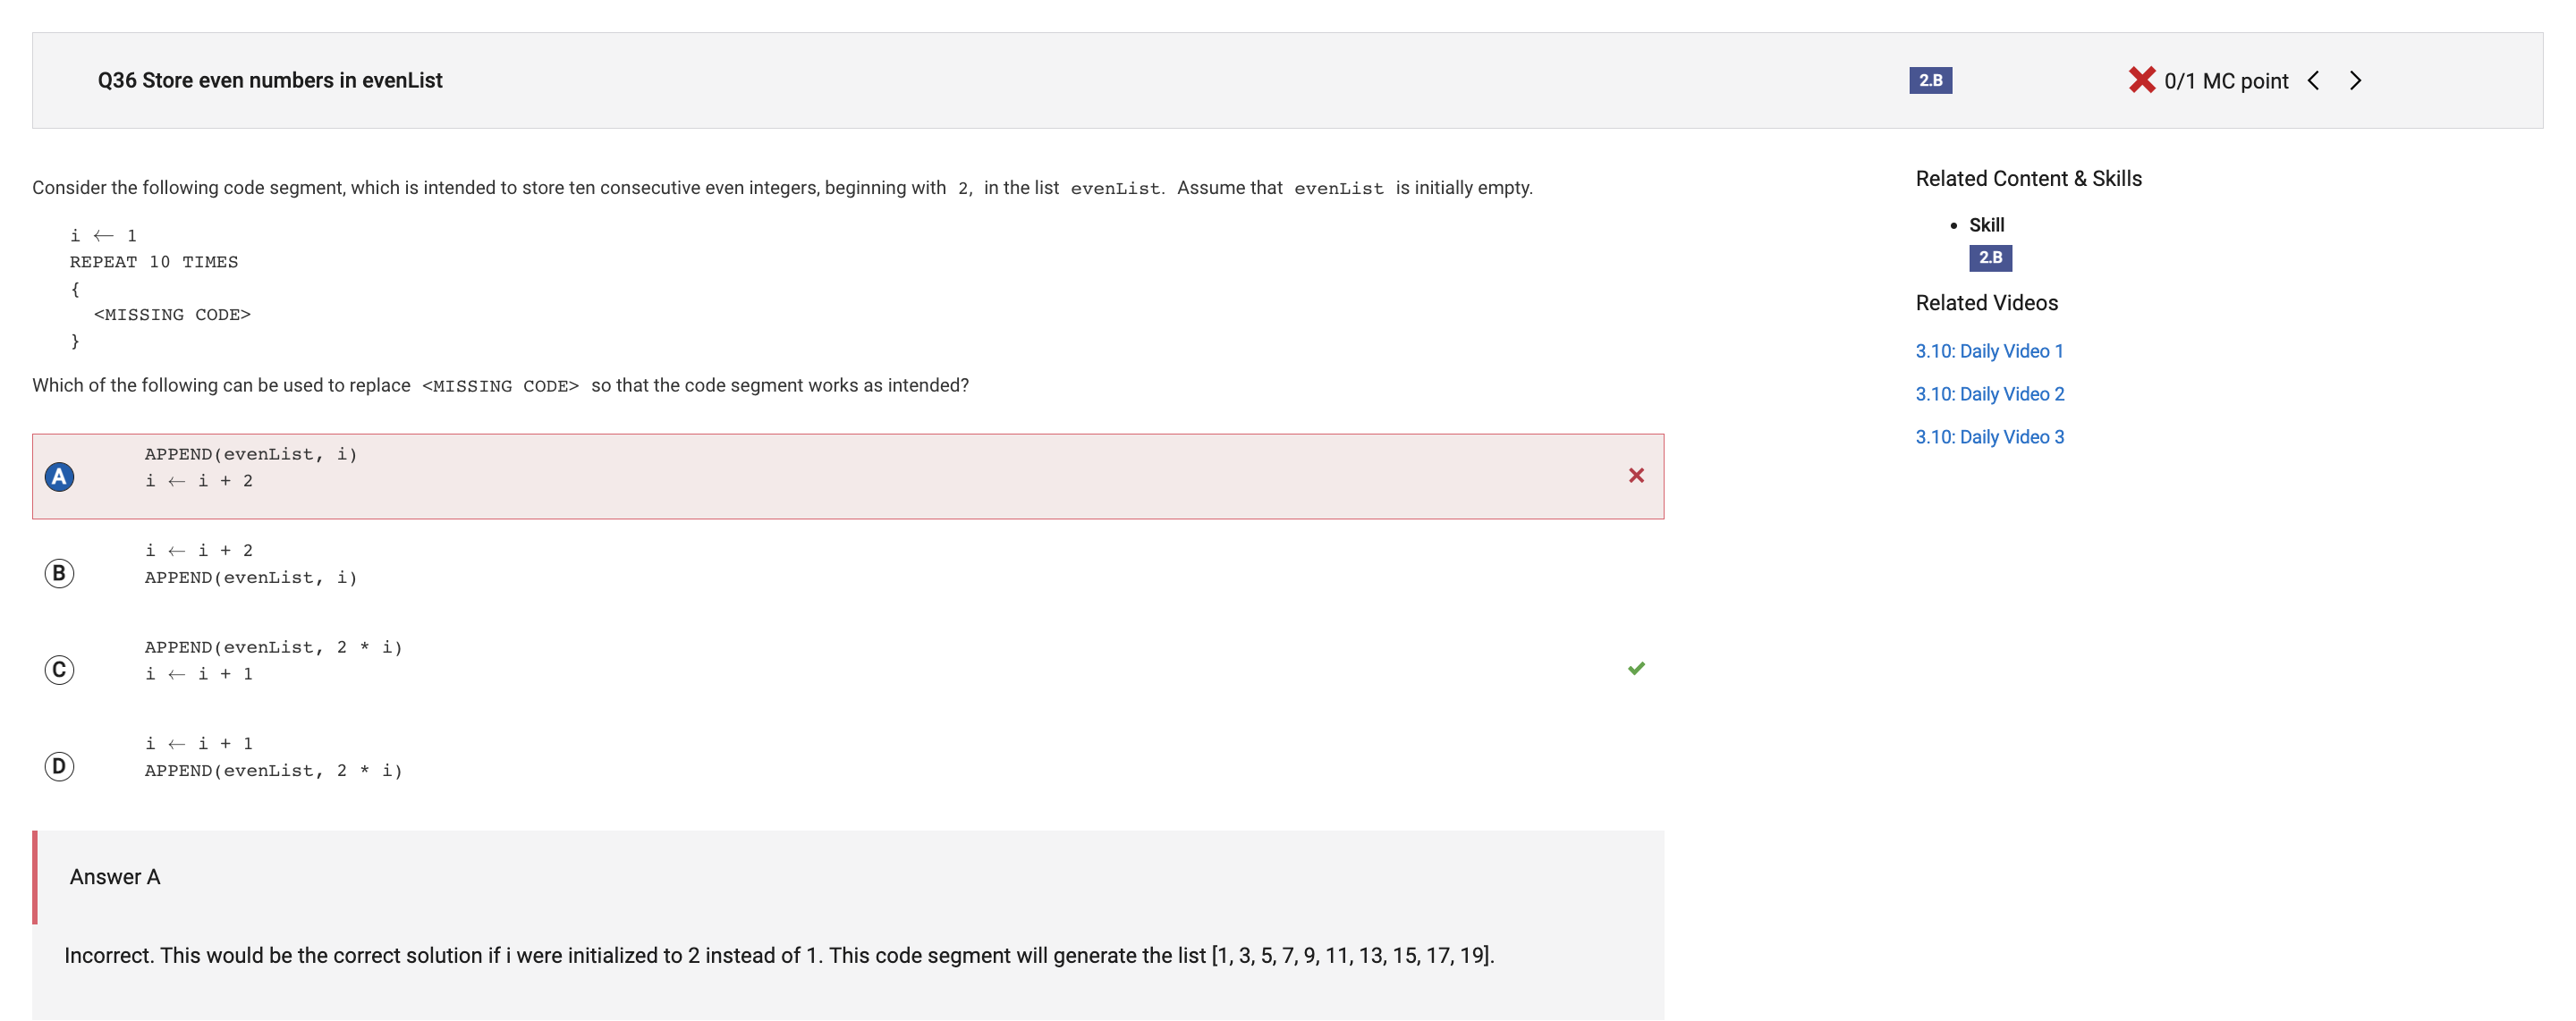 Q36 Store even numbers in evenList
2.B
0/1 MC point
Consider the following code segment, which is intended to store ten consecutive even integers, beginning with 2, in the list evenList. Assume that evenList is initially empty.
i ← 1
REPEAT 10 TIMES
{
<MISSING CODE>
}
Which of the following can be used to replace <MISSING CODE> so that the code segment works as intended?
A
APPEND(evenList, i)
i ← i + 2
B
i ← i + 2
APPEND(evenList, i)
C
APPEND(evenList, 2 * i)
i ← i + 1
D
i ← i + 1
APPEND(evenList, 2 * i)
Answer A
Incorrect. This would be the correct solution if i were initialized to 2 instead of 1. This code segment will generate the list [1, 3, 5, 7, 9, 11, 13, 15, 17, 19].
Related Content & Skills
• Skill
2.B
Related Videos
3.10: Daily Video 1
3.10: Daily Video 2
3.10: Daily Video 3